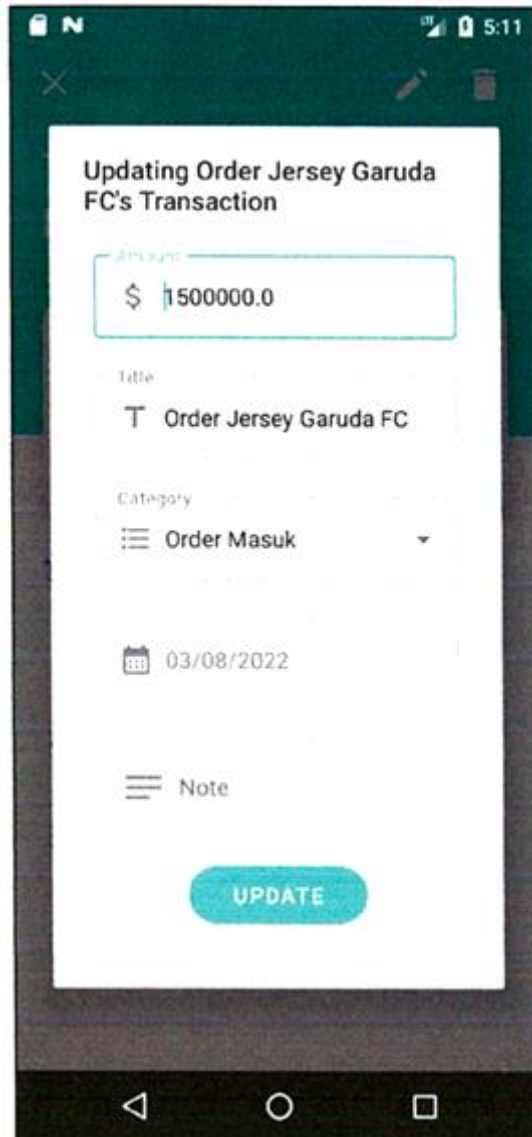 5:11
Updating Order Jersey Garuda
FC's Transaction
Amount
$ 1500000.0
Title
T Order Jersey Garuda FC
Category
Order Masuk
03/08/2022
Note
UPDATE